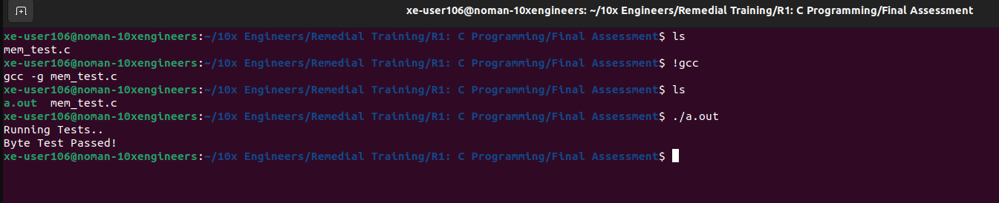 xe-user106@noman-10xengineers: ~/10x Engineers/Remedial Training/R1: C Programming/Final Assessment
xe-user106@noman-10xengineers:~/10x Engineers/Remedial Training/R1: C Programming/Final Assessment$ ls
mem_test.c
xe-user106@noman-10xengineers:~/10x Engineers/Remedial Training/R1: C Programming/Final Assessment$ !gcc
gcc -g mem_test.c
xe-user106@noman-10xengineers:~/10x Engineers/Remedial Training/R1: C Programming/Final Assessment$ ls
a.out  mem_test.c
xe-user106@noman-10xengineers:~/10x Engineers/Remedial Training/R1: C Programming/Final Assessment$ ./a.out
Running Tests..
Byte Test Passed!
xe-user106@noman-10xengineers:~/10x Engineers/Remedial Training/R1: C Programming/Final Assessment$